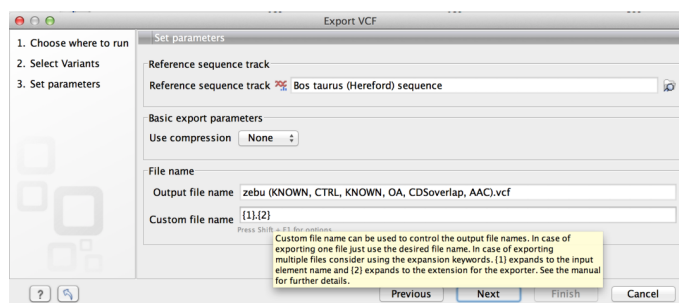 Export VCF
1. Choose where to run
2. Select Variants
3. Set parameters
Set parameters
Reference sequence track
Reference sequence track Bos taurus (Hereford) sequence
Basic export parameters
Use compression None
File name
Output file name zebu (KNOWN, CTRL, KNOWN, OA, CDSoverlap, AAC).vcf
Custom file name {1}.{2}
Press Shift + F1 for options
Custom file name can be used to control the output file names. In case of
exporting one file just use the desired file name. In case of exporting
multiple files consider using the expansion keywords. {1} expands to the input
element name and {2} expands to the extension for the exporter. See the manual
for further details.
? Previous Next Finish Cancel